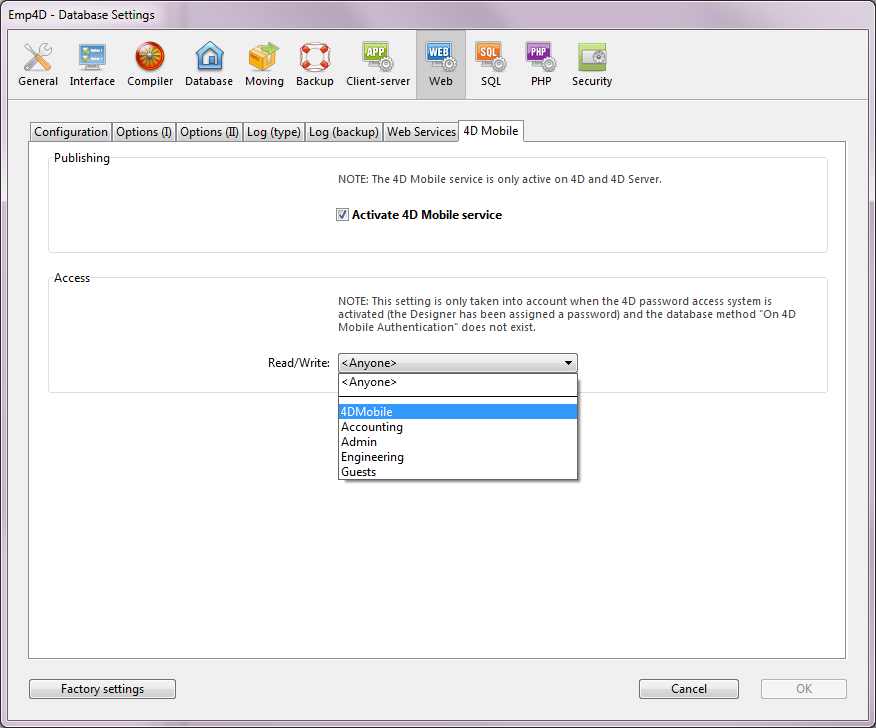 Emp4D - Database Settings
APP WEB SQL PHP
General Interface Compiler Database Moving Backup Client-server Web SQL PHP Security
Configuration Options (I) Options (II) Log (type) Log (backup) Web Services 4D Mobile
Publishing
NOTE: The 4D Mobile service is only active on 4D and 4D Server.
Activate 4D Mobile service
Access
NOTE: This setting is only taken into account when the 4D password access system is
activated (the Designer has been assigned a password) and the database method "On 4D
Mobile Authentication" does not exist.
Read/Write: <Anyone>
<Anyone>
4DMobile
Accounting
Admin
Engineering
Guests
Factory settings Cancel OK